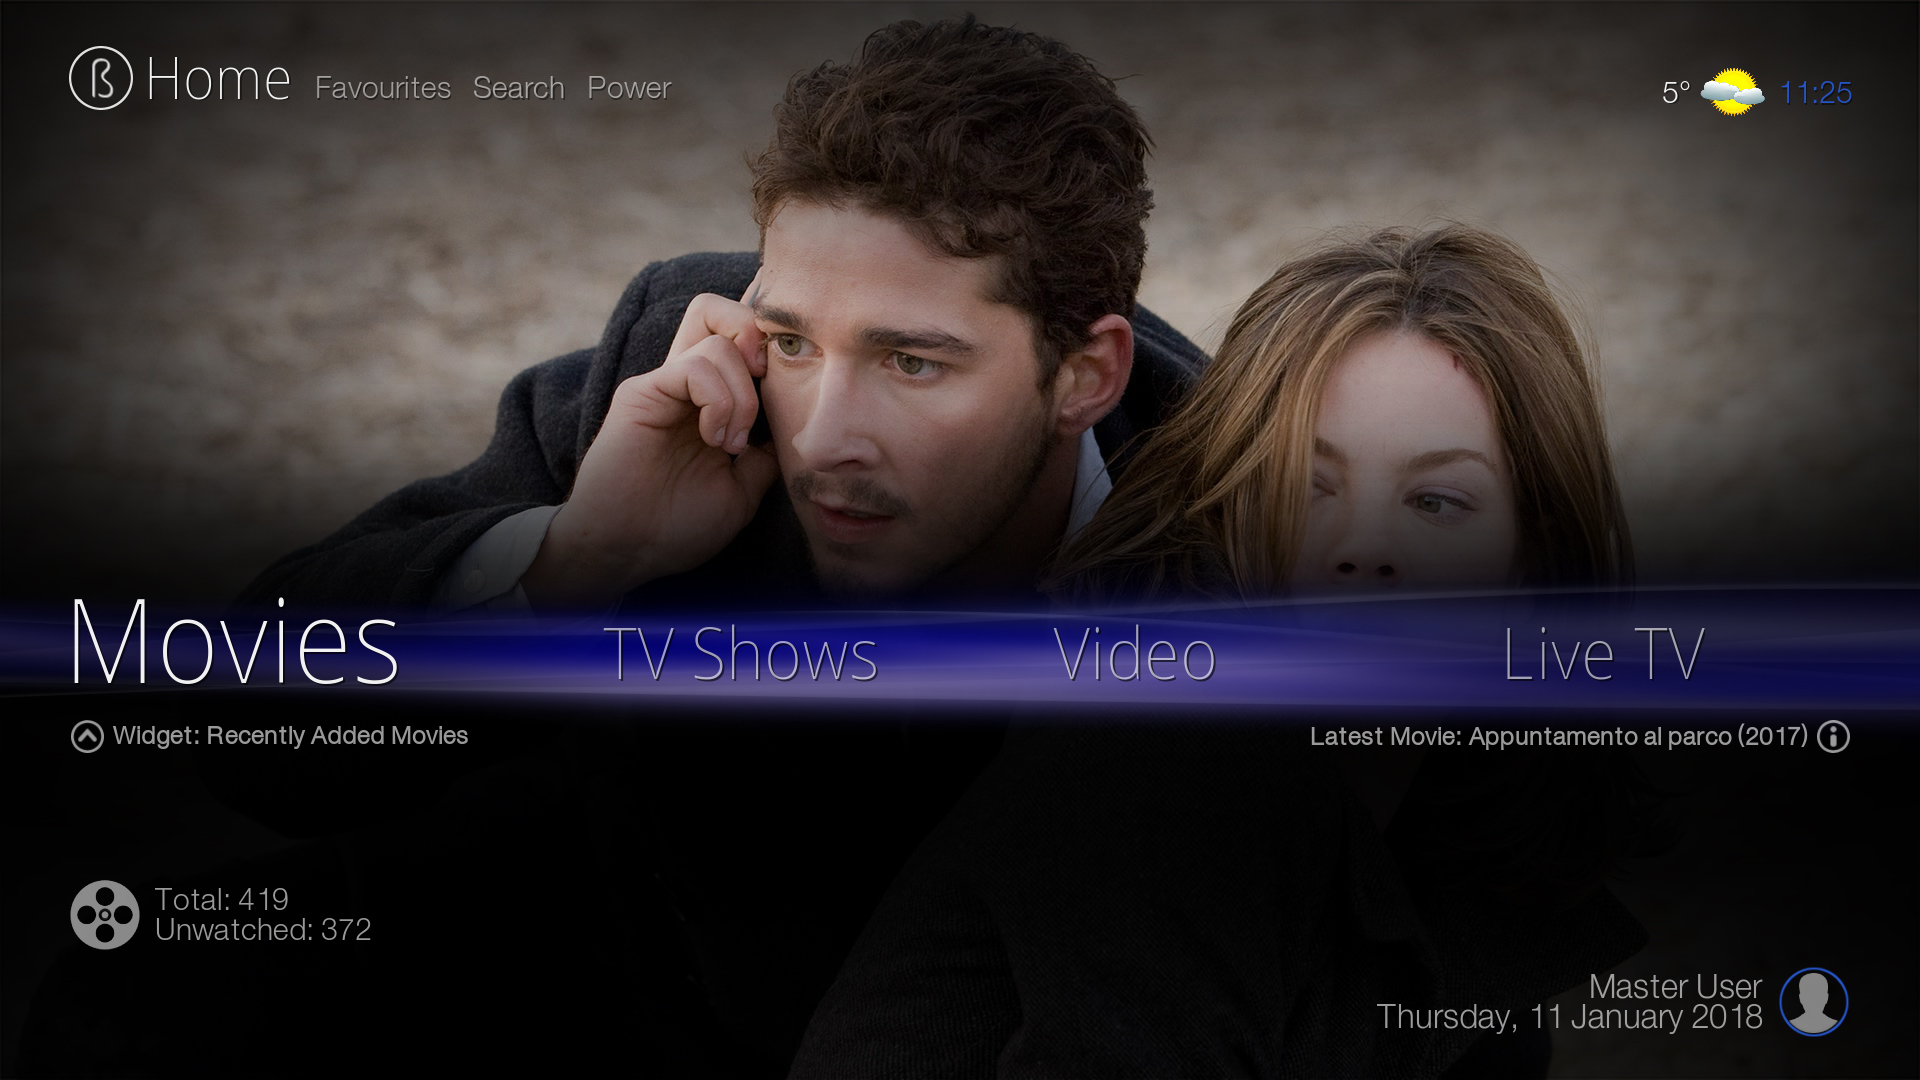 ß Home Favourites Search Power
5° 11:25
Movies TV Shows Video Live TV
Widget: Recently Added Movies
Latest Movie: Appuntamento al parco (2017)
Total: 419
Unwatched: 372
Master User
Thursday, 11 January 2018